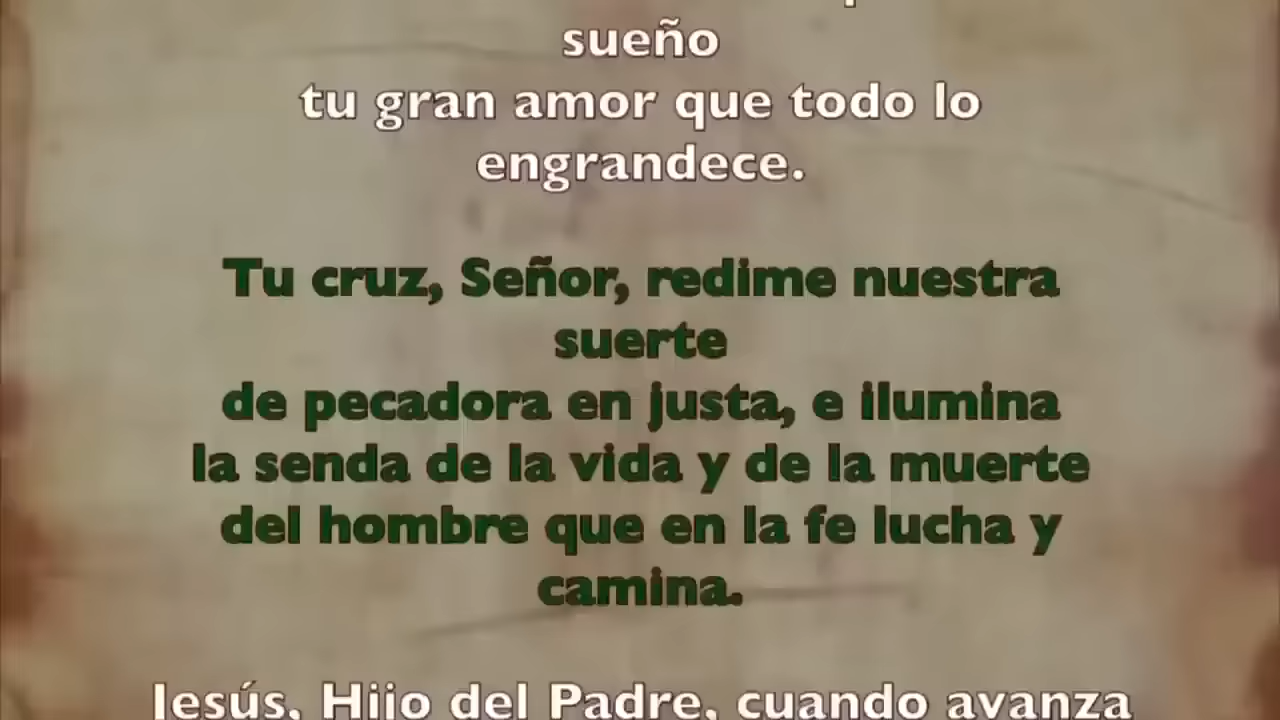 sueño
tu gran amor que todo lo
engrandece.
Tu cruz, Señor, redime nuestra
suerte
de pecadora en justa, e ilumina
la senda de la vida y de la muerte
del hombre que en la fe lucha y
camina.
Jesús, Hijo del Padre, cuando avanza